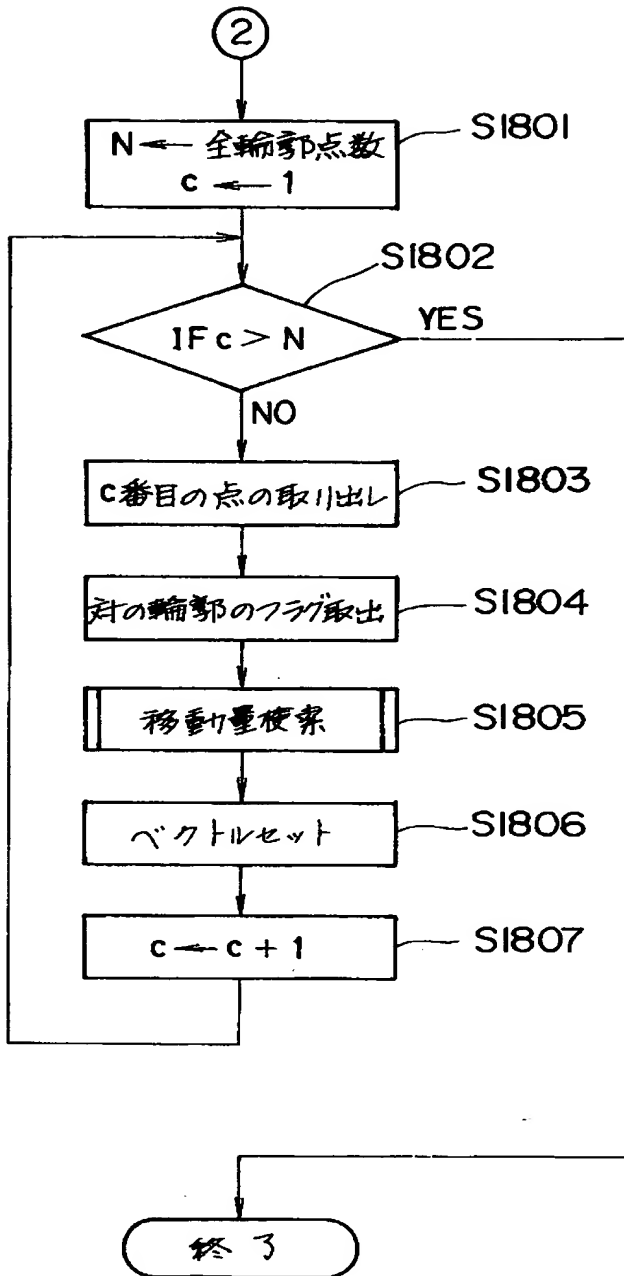 2
N ← 全輪郭点数
c ← 1
S1801
S1802
IF c > N
YES
NO
c番目の点の取り出し
S1803
対の輪郭のフラグ取出
S1804
移動量検索
S1805
ベクトルセット
S1806
c ← c + 1
S1807
終了